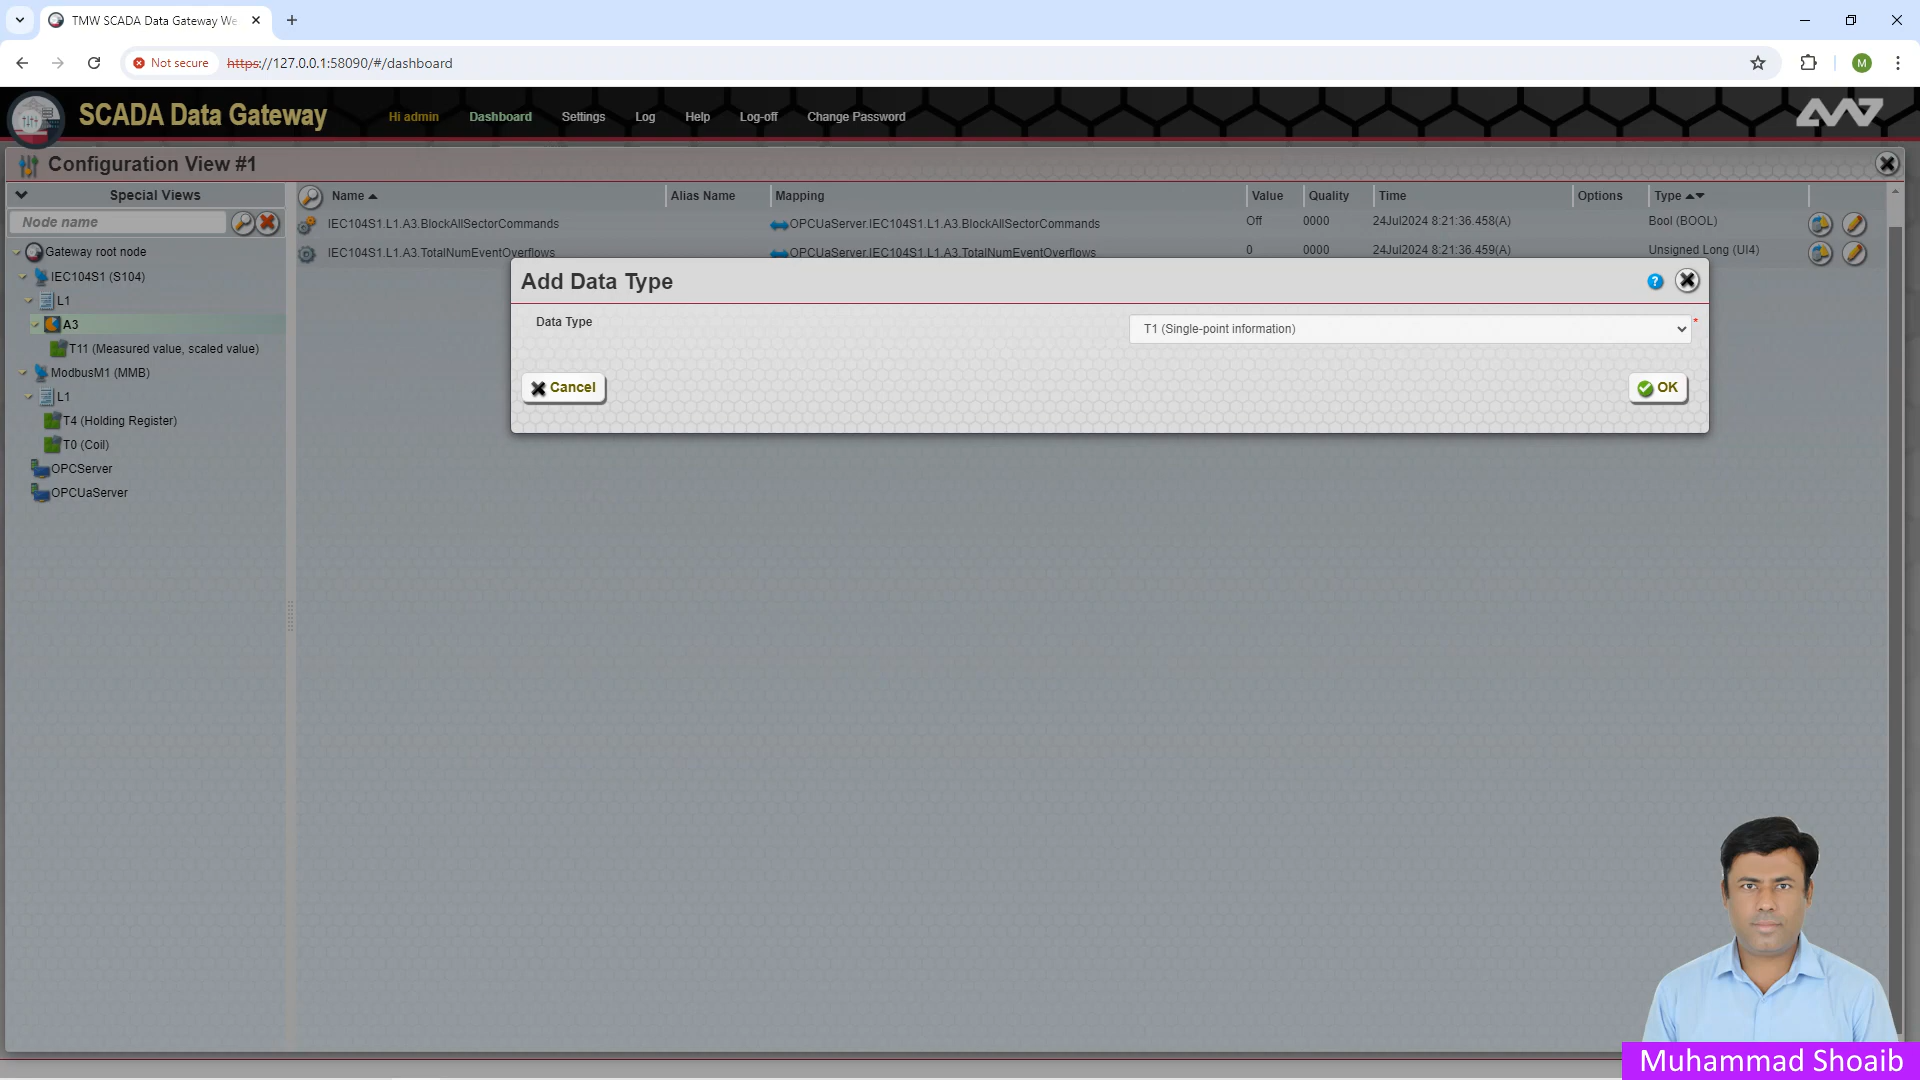 TMW SCADA Data Gateway We
Not secure
https://127.0.0.1:58090/#/dashboard
M
SCADA Data Gateway
Hi admin
Dashboard
Settings
Log
Help
Log-off
Change Password
Configuration View #1
Special Views
Name
Alias Name
Mapping
Value
Quality
Time
Options
Type
Node name
IEC104S1.L1.A3.BlockAllSectorCommands
OPCUaServer.IEC104S1.L1.A3.BlockAllSectorCommands
Off
0000
24Jul2024 8:21:36.458(A)
Bool (BOOL)
IEC104S1.L1.A3.TotalNumEventOverflows
OPCUaServer.IEC104S1.L1.A3.TotalNumEventOverflows
0
0000
24Jul2024 8:21:36.459(A)
Unsigned Long (UI4)
Gateway root node
IEC104S1 (S104)
L1
A3
T11 (Measured value, scaled value)
ModbusM1 (MMB)
L1
T4 (Holding Register)
T0 (Coil)
OPCServer
OPCUaServer
Add Data Type
?
Data Type
T1 (Single-point information)
*
Cancel
OK
Muhammad Shoaib